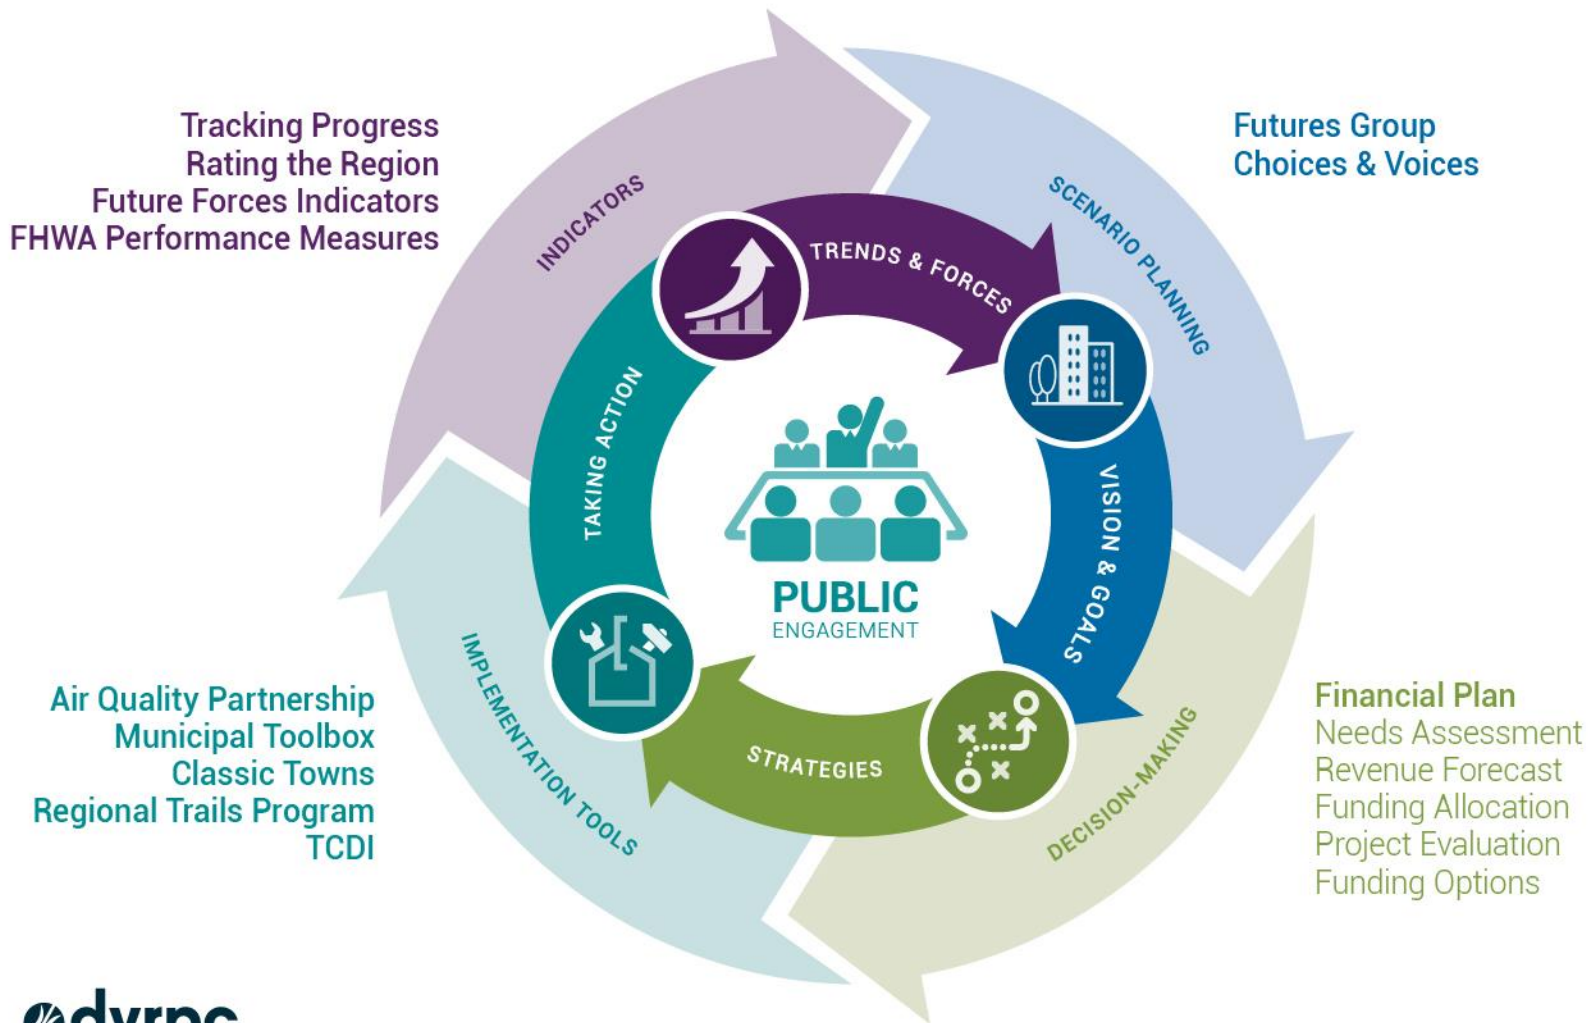 Tracking Progress
Rating the Region
Future Forces Indicators
FHWA Performance Measures
Futures Group
Choices & Voices
INDICATORS
SCENARIO PLANNING
TRENDS & FORCES
TAKING ACTION
VISION & GOALS
PUBLIC
ENGAGEMENT
STRATEGIES
IMPLEMENTATION TOOLS
DECISION-MAKING
Air Quality Partnership
Municipal Toolbox
Classic Towns
Regional Trails Program
TCDI
Financial Plan
Needs Assessment
Revenue Forecast
Funding Allocation
Project Evaluation
Funding Options
dvrpc